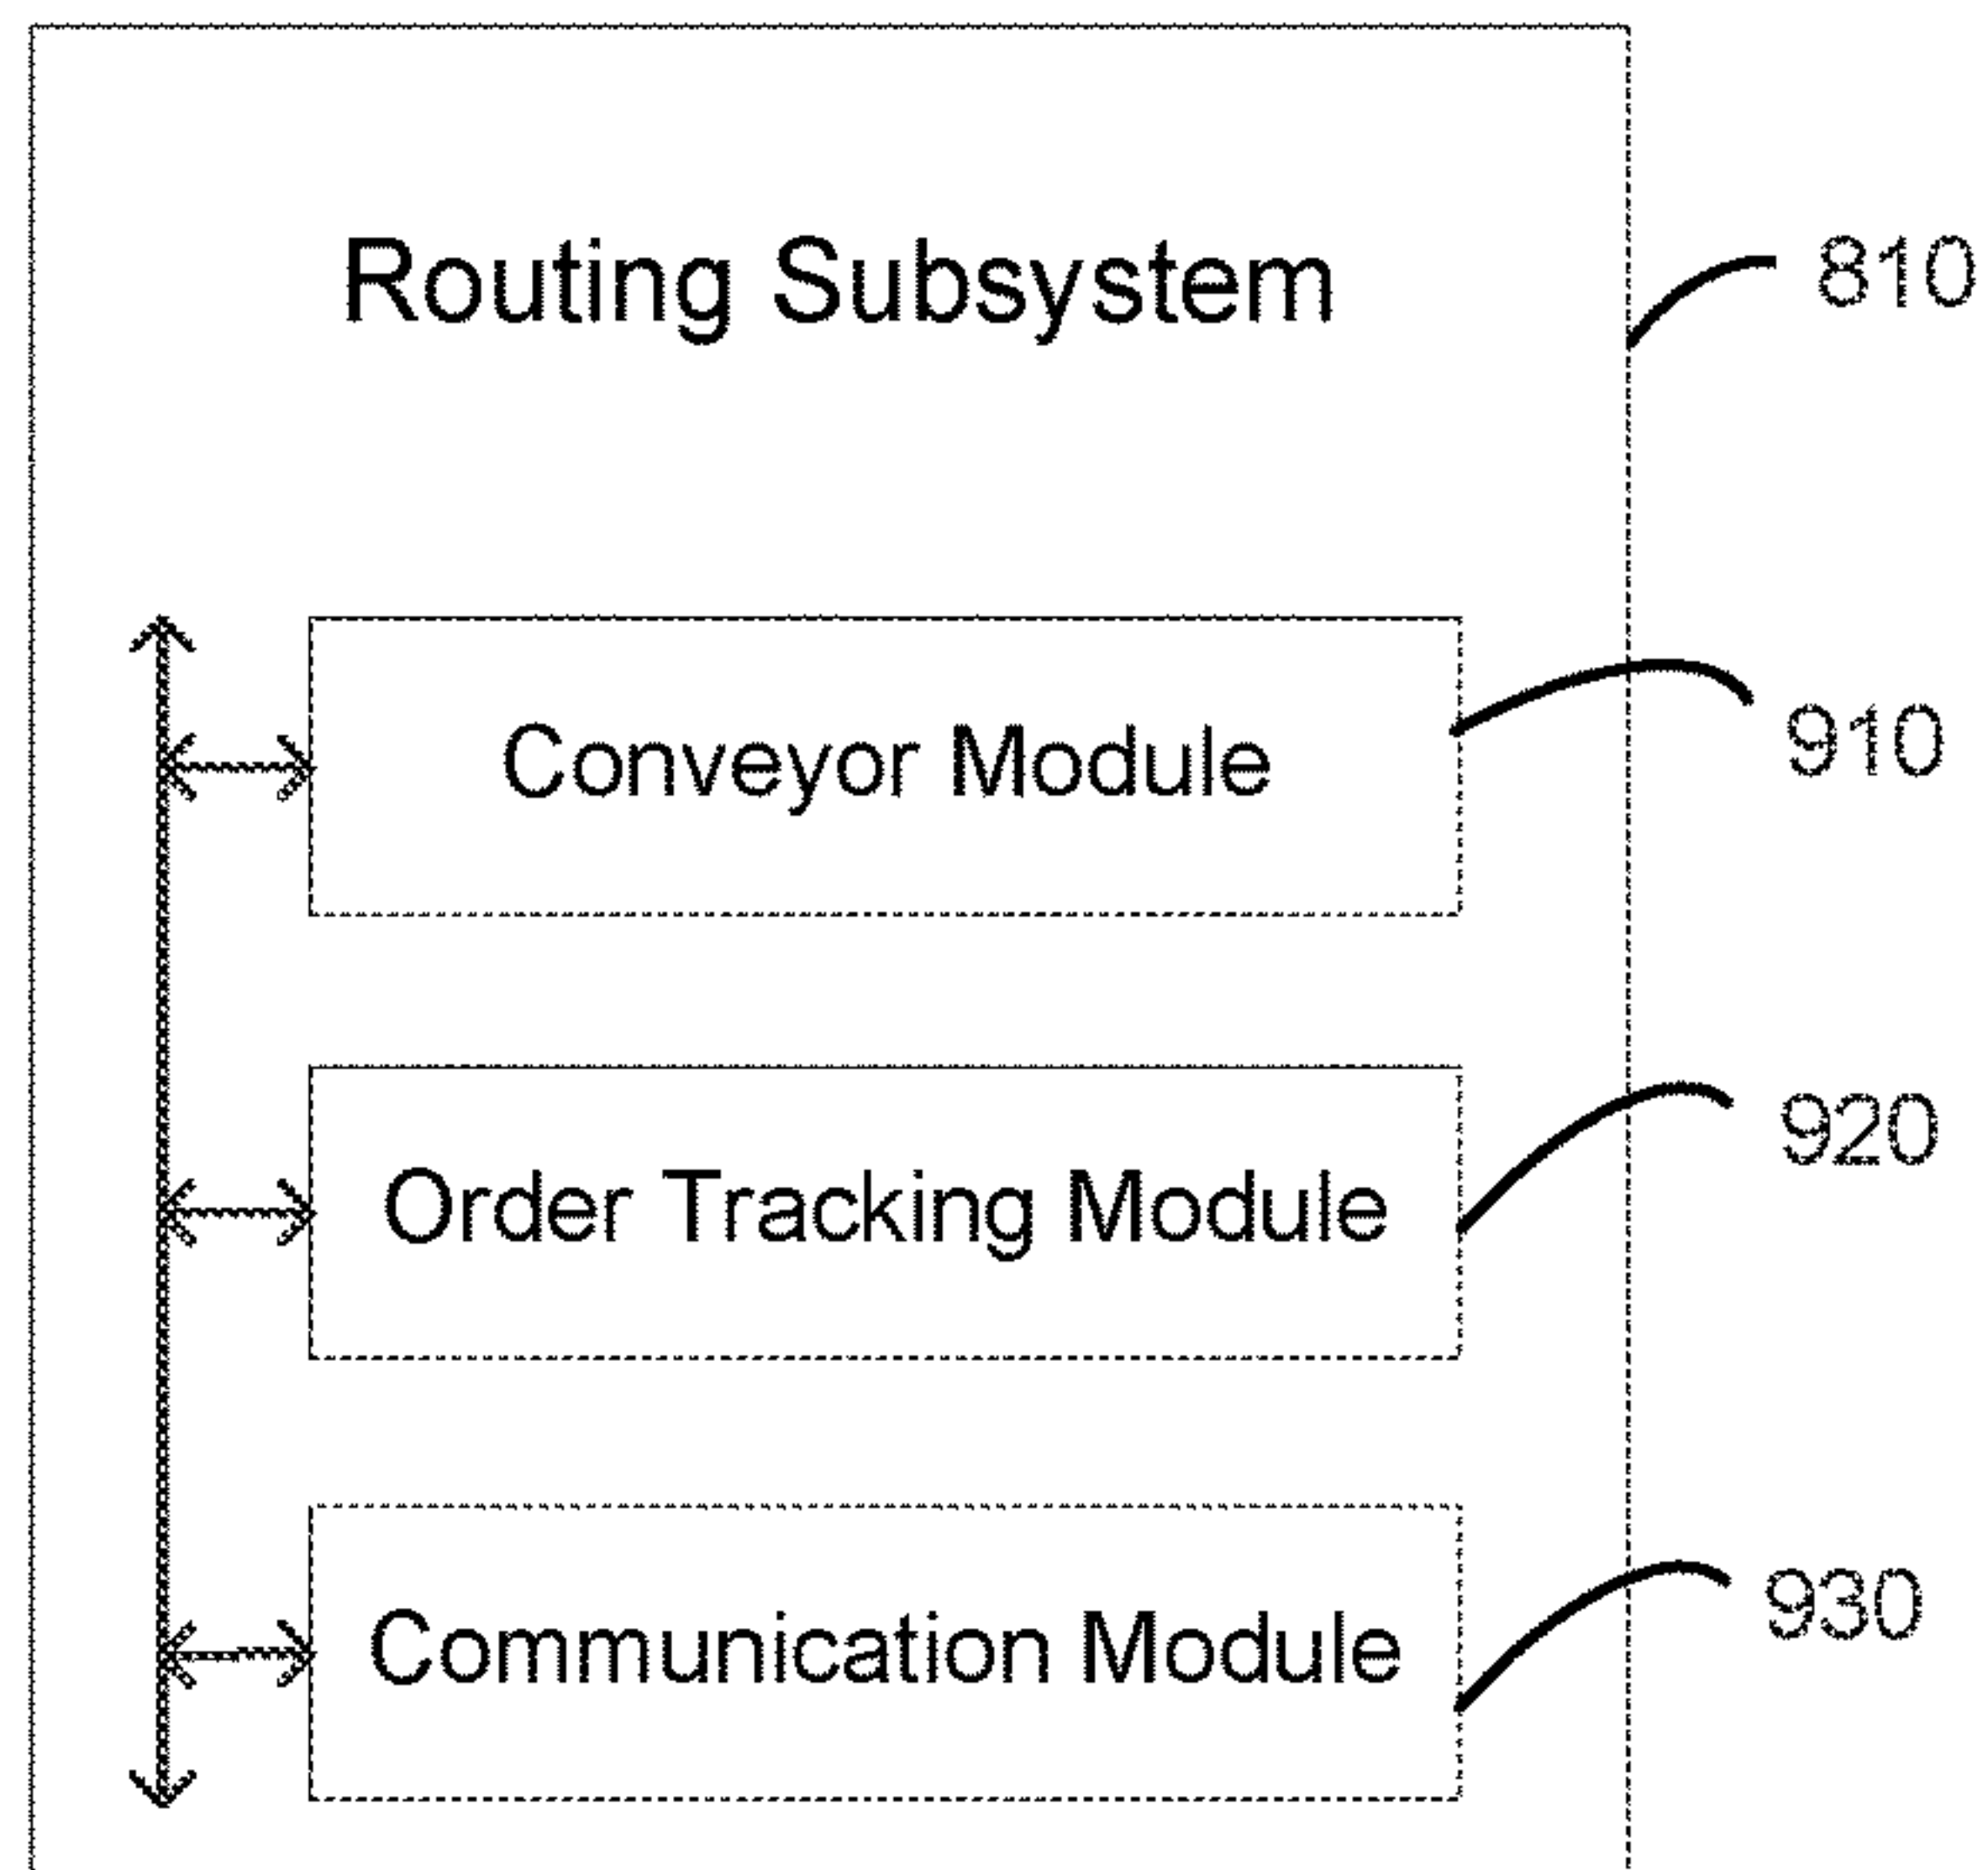 Routing Subsystem
810
Conveyor Module
910
Order Tracking Module
920
Communication Module
930